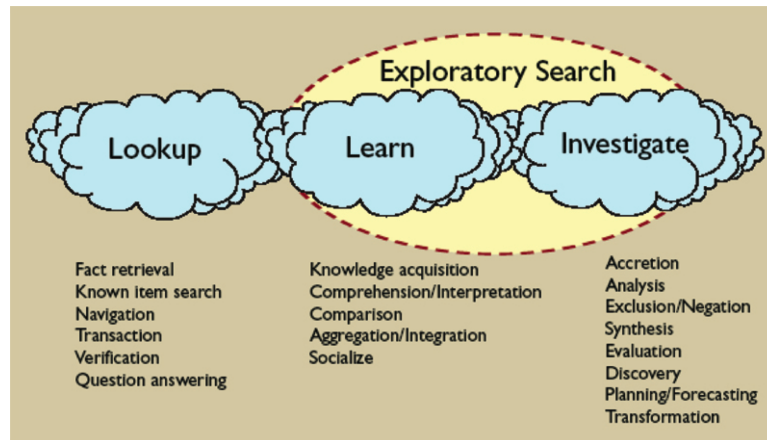 Exploratory Search
Lookup
Learn
Investigate
Fact retrieval
Known item search
Navigation
Transaction
Verification
Question answering
Knowledge acquisition
Comprehension/Interpretation
Comparison
Aggregation/Integration
Socialize
Accretion
Analysis
Exclusion/Negation
Synthesis
Evaluation
Discovery
Planning/Forecasting
Transformation